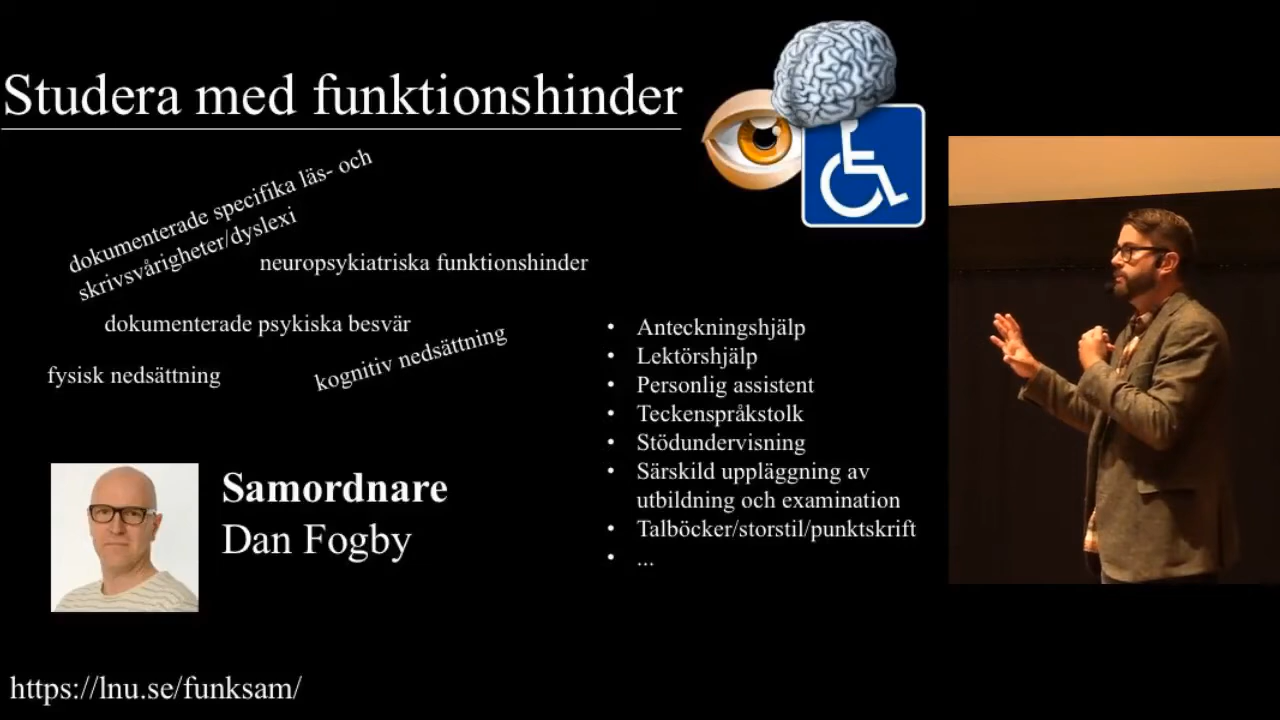 Studera med funktionshinder
dokumenterade specifika läs- och
skrivsvårigheter/dyslexi
neuropsykiatriska funktionshinder
dokumenterade psykiska besvär
kognitiv nedsättning
fysisk nedsättning
• Anteckningshjälp
• Lektörshjälp
• Personlig assistent
• Teckenspråkstolk
• Stödundervisning
• Särskild uppläggning av
utbildning och examination
• Talböcker/storstil/punktskrift
• ...
Samordnare
Dan Fogby
https://lnu.se/funksam/